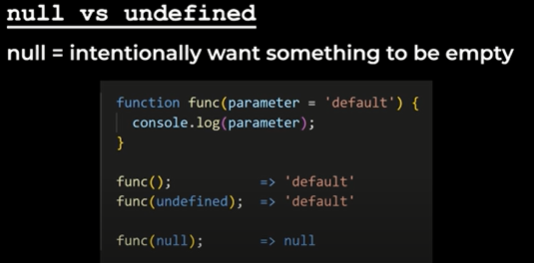 null vs undefined
null = intentionally want something to be empty
function func(parameter = 'default') {
  console.log(parameter);
}
func();           => 'default'
func(undefined);  => 'default'
func(null);       => null